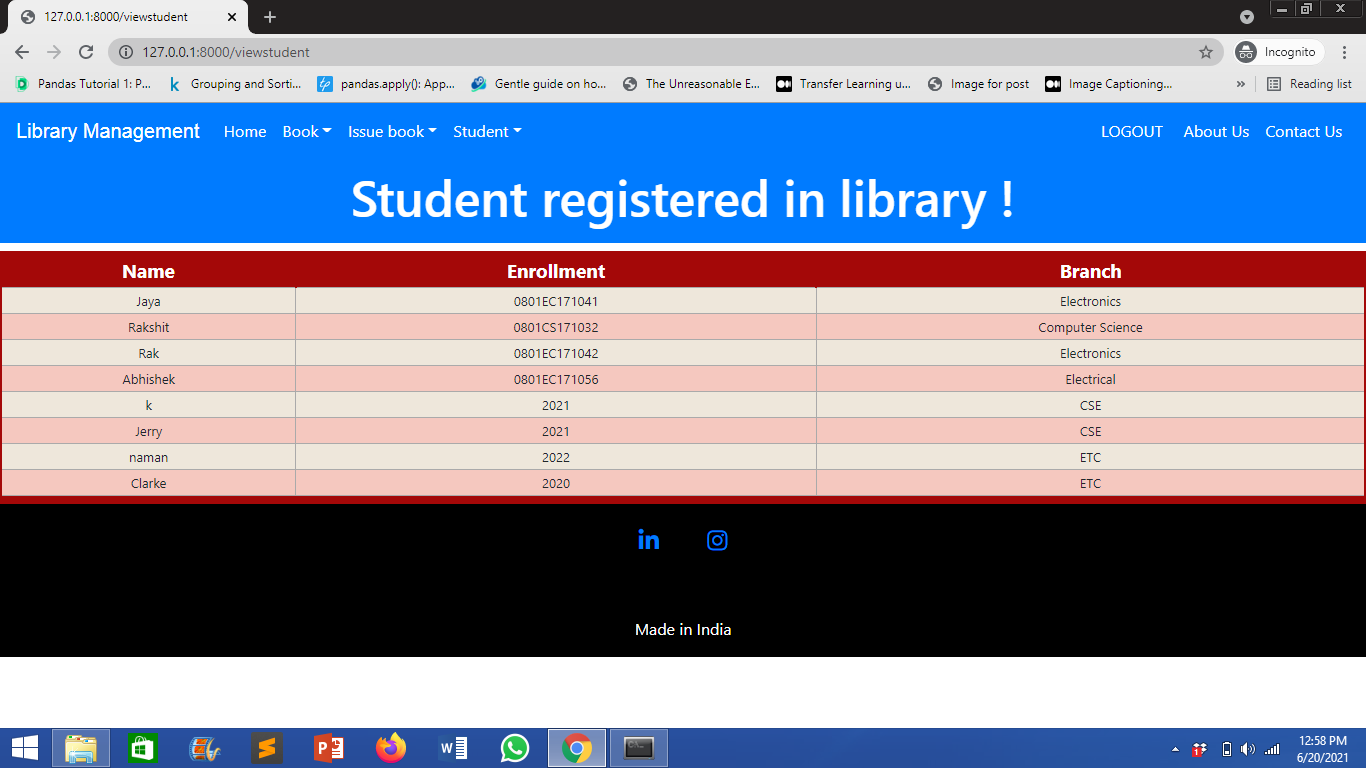 127.0.0.1:8000/viewstudent
127.0.0.1:8000/viewstudent Incognito
Pandas Tutorial 1: P... Grouping and Sorti... pandas.apply(): App... Gentle guide on ho... The Unreasonable E... Transfer Learning u... Image for post Image Captioning... » Reading list
Library Management Home Book Issue book Student LOGOUT About Us Contact Us
Student registered in library !
Name Enrollment Branch
Jaya 0801EC171041 Electronics
Rakshit 0801CS171032 Computer Science
Rak 0801EC171042 Electronics
Abhishek 0801EC171056 Electrical
k 2021 CSE
Jerry 2021 CSE
naman 2022 ETC
Clarke 2020 ETC
Made in India
12:58 PM
6/20/2021